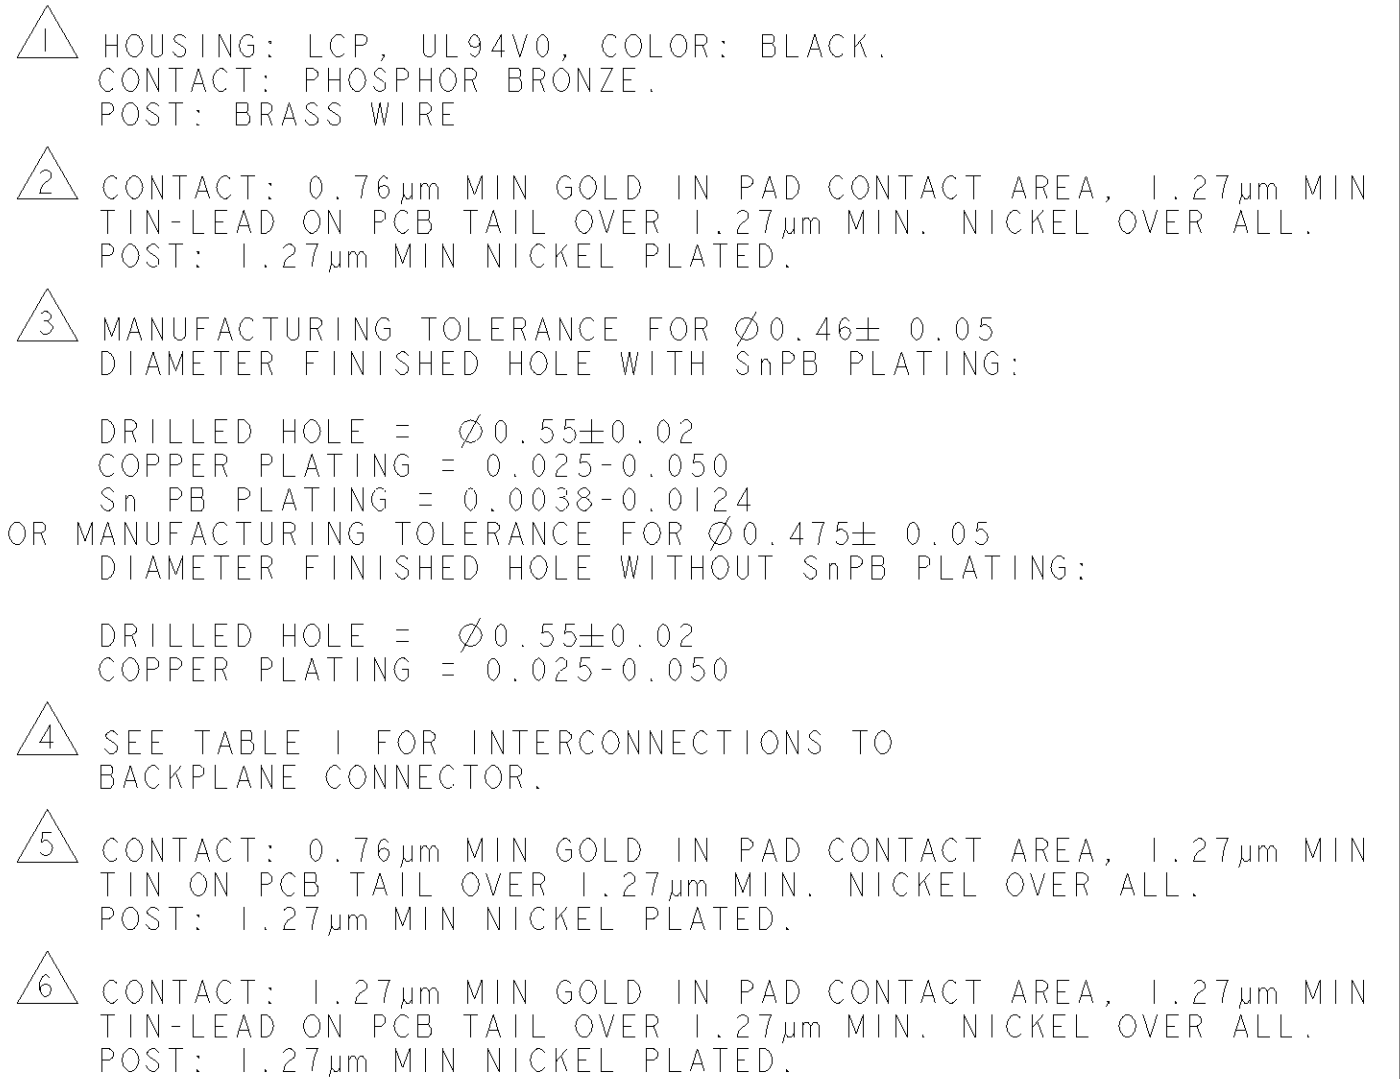 1 HOUSING: LCP, UL94V0, COLOR: BLACK.
CONTACT: PHOSPHOR BRONZE.
POST: BRASS WIRE
2 CONTACT: 0.76µm MIN GOLD IN PAD CONTACT AREA, 1.27µm MIN
TIN-LEAD ON PCB TAIL OVER 1.27µm MIN. NICKEL OVER ALL.
POST: 1.27µm MIN NICKEL PLATED.
3 MANUFACTURING TOLERANCE FOR Ø0.46± 0.05
DIAMETER FINISHED HOLE WITH SnPB PLATING:
DRILLED HOLE = Ø0.55±0.02
COPPER PLATING = 0.025-0.050
Sn PB PLATING = 0.0038-0.0124
OR MANUFACTURING TOLERANCE FOR Ø0.475± 0.05
DIAMETER FINISHED HOLE WITHOUT SnPB PLATING:
DRILLED HOLE = Ø0.55±0.02
COPPER PLATING = 0.025-0.050
4 SEE TABLE 1 FOR INTERCONNECTIONS TO
BACKPLANE CONNECTOR.
5 CONTACT: 0.76µm MIN GOLD IN PAD CONTACT AREA, 1.27µm MIN
TIN ON PCB TAIL OVER 1.27µm MIN. NICKEL OVER ALL.
POST: 1.27µm MIN NICKEL PLATED.
6 CONTACT: 1.27µm MIN GOLD IN PAD CONTACT AREA, 1.27µm MIN
TIN-LEAD ON PCB TAIL OVER 1.27µm MIN. NICKEL OVER ALL.
POST: 1.27µm MIN NICKEL PLATED.